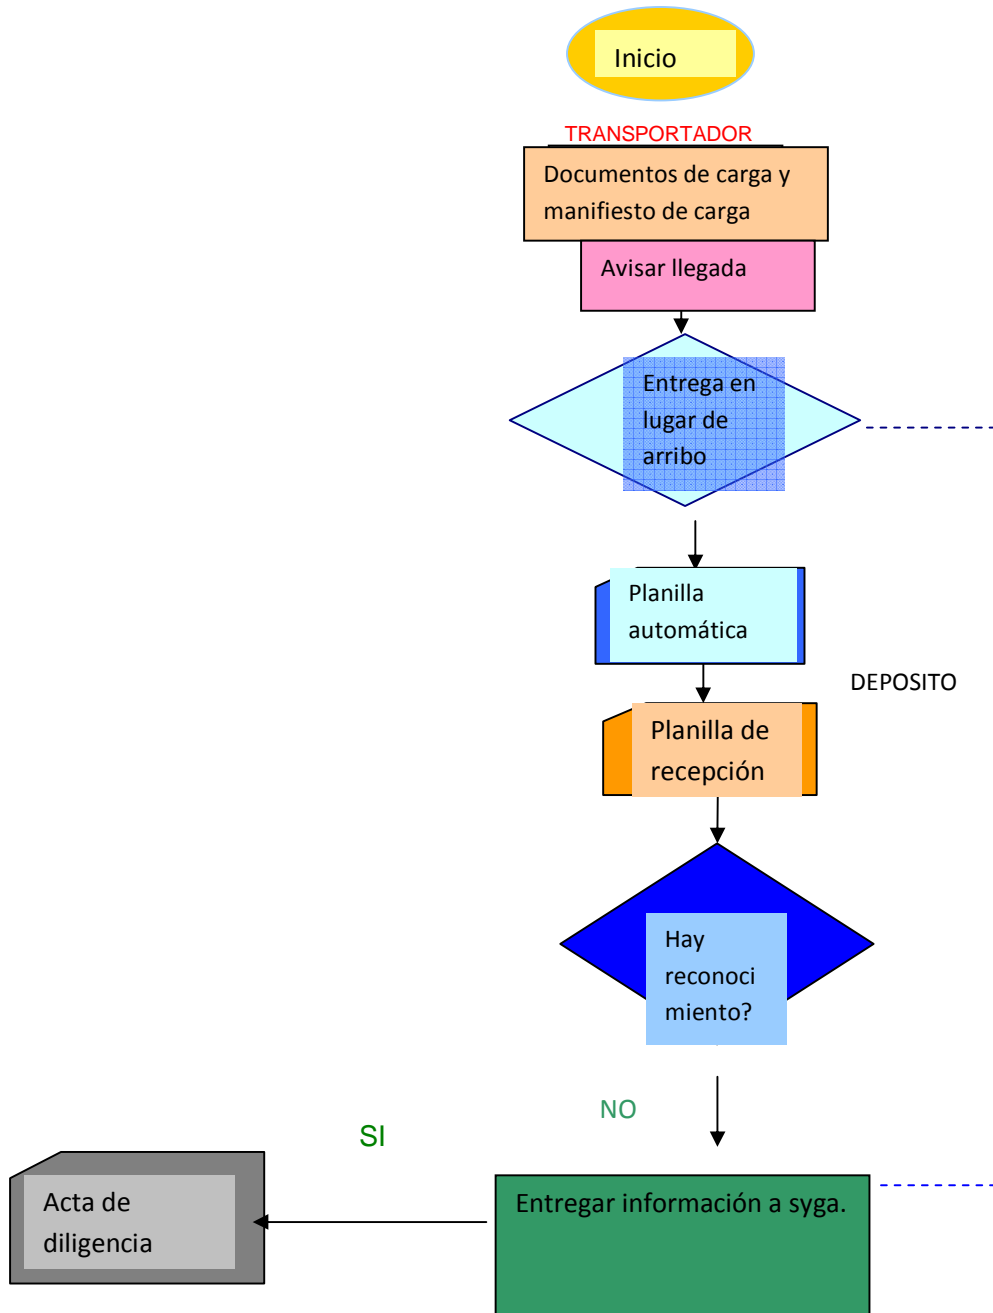 Inicio
TRANSPORTADOR
Documentos de carga y
manifiesto de carga
Avisar llegada
Entrega en
lugar de
arribo
Planilla
automática
DEPOSITO
Planilla de
recepción
Hay
reconoci
miento?
NO
SI
Acta de
diligencia
Entregar información a syga.